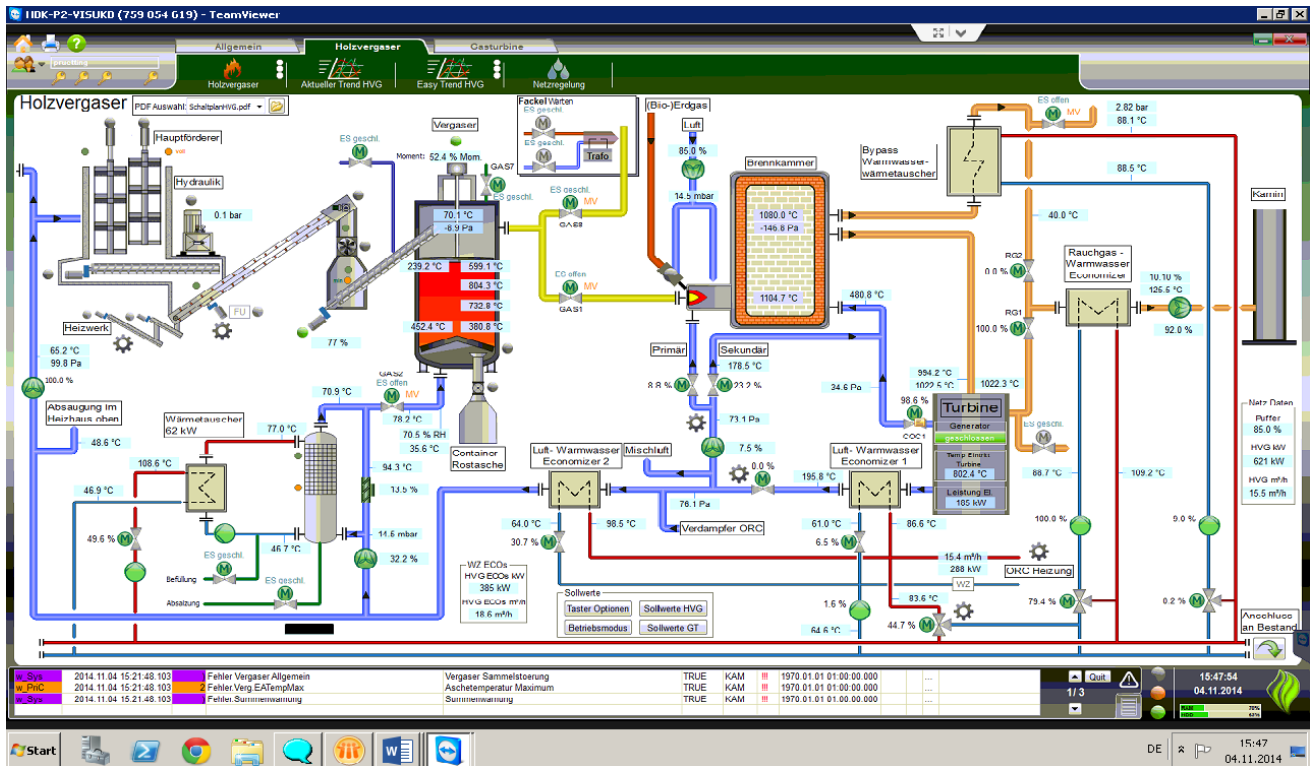 HDK-P2-VISUKD (759 054 619) - TeamViewer
Allgemein
Holzvergaser
Gasturbine
pructting
Holzvergaser
Aktueller Trend HVG
Easy Trend HVG
Netzregelung
Holzvergaser
PDF Auswahl:
SchaltplanHVG.pdf
Hauptförderer
voll
Hydraulik
0.1 bar
FU
Heizwerk
65.2 °C
99.8 Pa
100.0 %
Absaugung im
Heizhaus oben
48.6 °C
77 %
ES geschl.
M
Vergaser
Moment:
52.4 % Mom.
GAS7
M
ES geschl.
70.1 °C
-8.9 Pa
239.2 °C
599.1 °C
804.3 °C
732.8 °C
452.4 °C
380.8 °C
Fackel Warten
ES geschl.
M
ES geschl.
M
Trafo
ES geschl.
M MV
GAS8
ES offen
M MV
GAS1
(Bio-)Erdgas
Luft
85.0 %
14.5 mbar
Brennkammer
1080.0 °C
-146.8 Pa
1104.7 °C
480.8 °C
Bypass
Warmwasser-
wärmetauscher
ES offen
M MV
2.82 bar
88.1 °C
88.5 °C
40.0 °C
Kamin
RG2
0.0 % M
RG1
100.0 % M
Rauchgas -
Warmwasser
Economizer
10.10 %
125.5 °C
92.0 %
Primär
Sekundär
178.5 °C
8.8 % M
M 23.2 %
73.1 Pa
7.5 %
34.6 Pa
98.6 %
M
COC1
994.2 °C
1022.5 °C
1022.3 °C
Turbine
Generator
geschlossen
Temp Eintritt
Turbine
802.4 °C
Leistung El.
185 kW
ES geschl.
M
88.7 °C
109.2 °C
Netz Daten
Puffer
85.0 %
HVG kW
621 kW
HVG m³/h
15.5 m³/h
GAS2
ES offen
M MV
70.9 °C
78.2 °C
70.5 % RH
35.6 °C
Container
Rostasche
Wärmetauscher
62 kW
77.0 °C
108.6 °C
46.9 °C
49.6 % M
46.7 °C
94.3 °C
13.5 %
14.6 mbar
32.2 %
ES geschl.
M
Befüllung
ES geschl.
M
Absalzung
Luft- Warmwasser
Economizer 2
Mischluft
76.1 Pa
0.0 %
M
195.8 °C
Luft- Warmwasser
Economizer 1
Verdampfer ORC
64.0 °C
98.5 °C
30.7 % M
61.0 °C
86.6 °C
6.5 % M
100.0 %
9.0 %
15.4 m³/h
288 kW
ORC Heizung
WZ
WZ ECOs
HVG ECOs kW
385 kW
HVG ECOs m³/h
18.6 m³/h
Sollwerte
Taster Optionen
Sollwerte HVG
Betriebsmodus
Sollwerte GT
1.6 %
64.6 °C
83.6 °C
44.7 % M
79.4 % M
0.2 % M
Anschluss
an Bestand
w_Sys 2014.11.04 15:21:48.103 Fehler Vergaser Allgemein Vergaser Sammelstoerung TRUE KAM !!! 1970.01.01 01:00:00.000 ...
w_PriC 2014.11.04 15:21:48.103 2 Fehler.Verg.EATempMax Aschetemperatur Maximum TRUE KAM !!! 1970.01.01 01:00:00.000 ...
w_Sys 2014.11.04 15:21:48.103 Fehler.Summenwarnung Summenwarnung TRUE KAM !!! 1970.01.01 01:00:00.000 ...
Quit
1/3
15:47:54
04.11.2014
RAM 70%
HDD 62%
Start
DE
15:47
04.11.2014